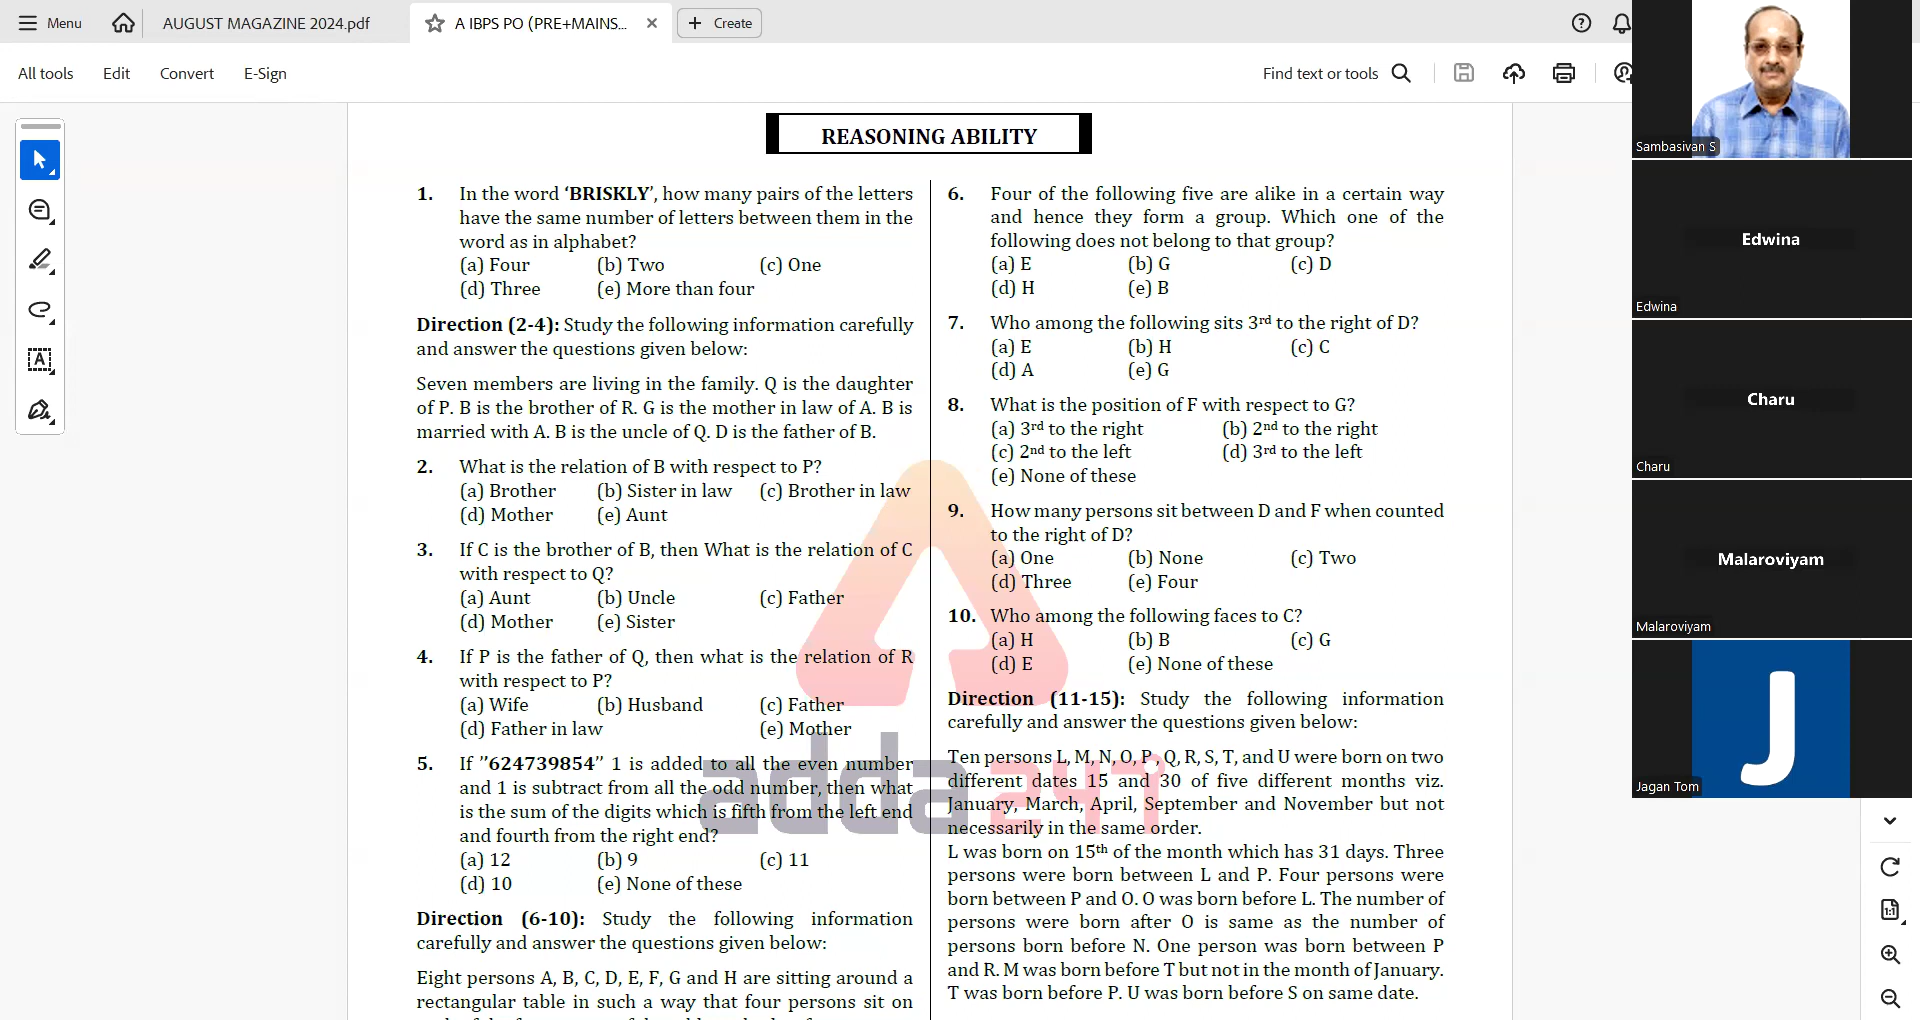 Menu
AUGUST MAGAZINE 2024.pdf
A IBPS PO (PRE+MAINS...
Create
All tools
Edit
Convert
E-Sign
Find text or tools
REASONING ABILITY
1. In the word ‘BRISKLY’, how many pairs of the letters
have the same number of letters between them in the
word as in alphabet?
(a) Four (b) Two (c) One
(d) Three (e) More than four
Direction (2-4): Study the following information carefully
and answer the questions given below:
Seven members are living in the family. Q is the daughter
of P. B is the brother of R. G is the mother in law of A. B is
married with A. B is the uncle of Q. D is the father of B.
2. What is the relation of B with respect to P?
(a) Brother (b) Sister in law (c) Brother in law
(d) Mother (e) Aunt
3. If C is the brother of B, then What is the relation of C
with respect to Q?
(a) Aunt (b) Uncle (c) Father
(d) Mother (e) Sister
4. If P is the father of Q, then what is the relation of R
with respect to P?
(a) Wife (b) Husband (c) Father
(d) Father in law (e) Mother
5. If ”624739854” 1 is added to all the even number
and 1 is subtract from all the odd number, then what
is the sum of the digits which is fifth from the left end
and fourth from the right end?
(a) 12 (b) 9 (c) 11
(d) 10 (e) None of these
Direction (6-10): Study the following information
carefully and answer the questions given below:
Eight persons A, B, C, D, E, F, G and H are sitting around a
rectangular table in such a way that four persons sit on
6. Four of the following five are alike in a certain way
and hence they form a group. Which one of the
following does not belong to that group?
(a) E (b) G (c) D
(d) H (e) B
7. Who among the following sits 3rd to the right of D?
(a) E (b) H (c) C
(d) A (e) G
8. What is the position of F with respect to G?
(a) 3rd to the right (b) 2nd to the right
(c) 2nd to the left (d) 3rd to the left
(e) None of these
9. How many persons sit between D and F when counted
to the right of D?
(a) One (b) None (c) Two
(d) Three (e) Four
10. Who among the following faces to C?
(a) H (b) B (c) G
(d) E (e) None of these
Direction (11-15): Study the following information
carefully and answer the questions given below:
Ten persons L, M, N, O, P, Q, R, S, T, and U were born on two
different dates 15 and 30 of five different months viz.
January, March, April, September and November but not
necessarily in the same order.
L was born on 15th of the month which has 31 days. Three
persons were born between L and P. Four persons were
born between P and O. O was born before L. The number of
persons were born after O is same as the number of
persons born before N. One person was born between P
and R. M was born before T but not in the month of January.
T was born before P. U was born before S on same date.
adda247
Sambasivan S
Edwina
Edwina
Charu
Charu
Malaroviyam
Malaroviyam
J
Jagan Tom
1:1